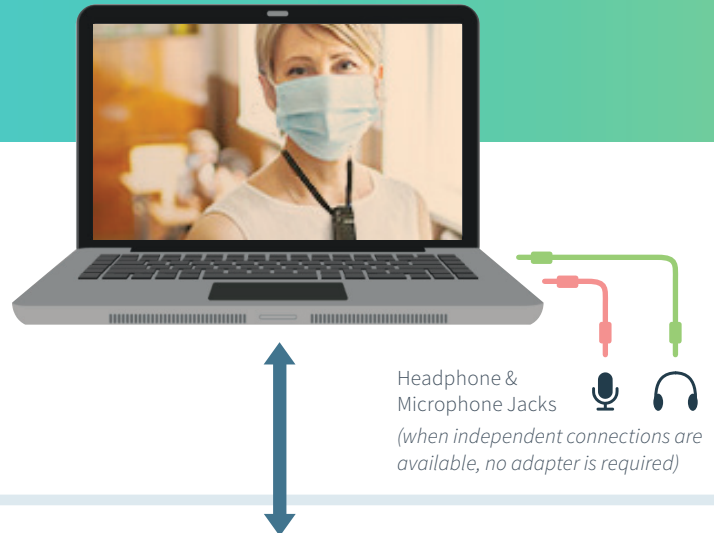 Headphone &
Microphone Jacks
(when independent connections are
available, no adapter is required)